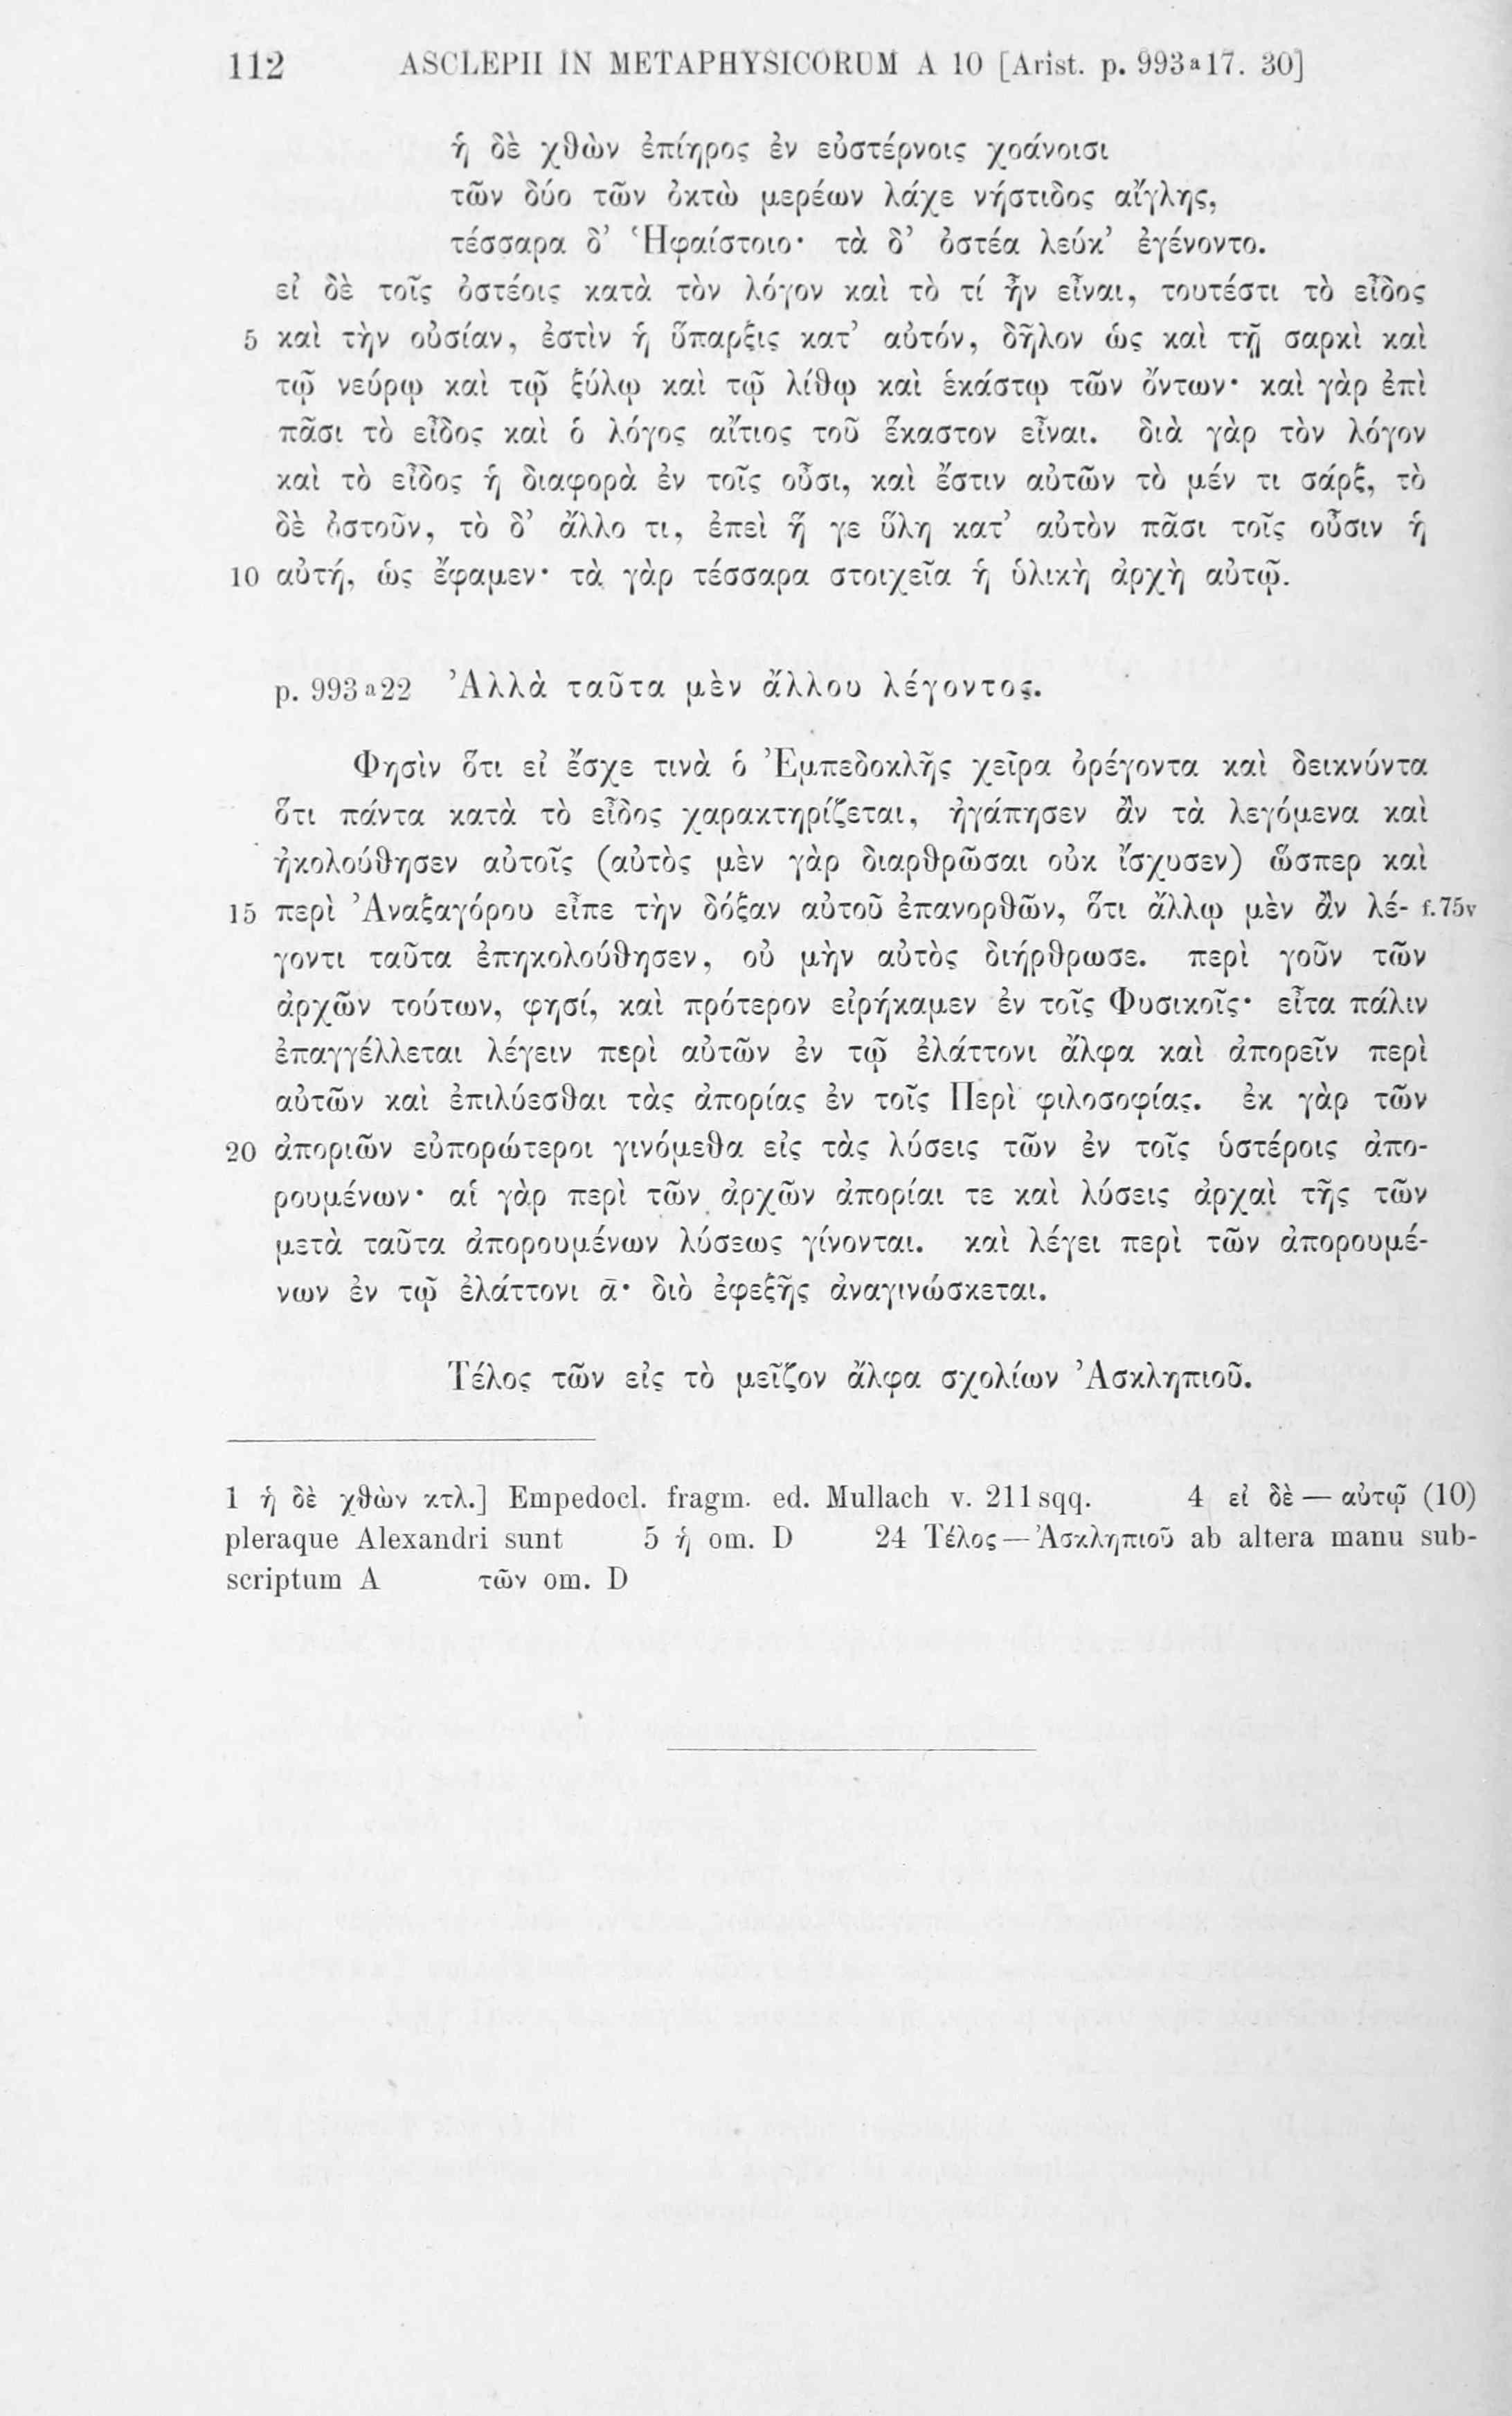 112 ASCLEPII IN METAPHYSICORUM A 10 [Arist. p. 993a17. 30]
ἡ δὲ χθὼν ἐπίηρος ἐν εὐστέρνοις χοάνοισι
τῶν δύο τῶν ὀκτὼ μερέων λάχε νήστιδος αἴγλης,
τέσσαρα δ’ Ἡφαίστοιο· τὰ δ’ ὀστέα λεύκ’ ἐγένοντο.
εἰ δὲ τοῖς ὀστέοις κατὰ τὸν λόγον καὶ τὸ τί ἦν εἶναι, τουτέστι τὸ εἶδος
5 καὶ τὴν οὐσίαν, ἐστὶν ἡ ὕπαρξις κατ’ αὐτόν, δῆλον ὡς καὶ τῇ σαρκὶ καὶ
τῷ νεύρῳ καὶ τῷ ξύλῳ καὶ τῷ λίθῳ καὶ ἑκάστῳ τῶν ὄντων· καὶ γὰρ ἐπὶ
πᾶσι τὸ εἶδος καὶ ὁ λόγος αἴτιος τοῦ ἕκαστον εἶναι. διὰ γὰρ τὸν λόγον
καὶ τὸ εἶδος ἡ διαφορὰ ἐν τοῖς οὖσι, καὶ ἔστιν αὐτῶν τὸ μέν τι σάρξ, τὸ
δὲ ὀστοῦν, τὸ δ’ ἄλλο τι, ἐπεὶ ἥ γε ὕλη κατ’ αὐτὸν πᾶσι τοῖς οὖσιν ἡ
10 αὐτή, ὡς ἔφαμεν· τὰ γὰρ τέσσαρα στοιχεῖα ἡ ὑλικὴ ἀρχὴ αὐτῷ.
p. 993a22 Ἀλλὰ ταῦτα μὲν ἄλλου λέγοντος.
Φησὶν ὅτι εἰ ἔσχε τινὰ ὁ Ἐμπεδοκλῆς χεῖρα ὀρέγοντα καὶ δεικνύντα
ὅτι πάντα κατὰ τὸ εἶδος χαρακτηρίζεται, ἠγάπησεν ἂν τὰ λεγόμενα καὶ
ἠκολούθησεν αὐτοῖς (αὐτὸς μὲν γὰρ διαρθρῶσαι οὐκ ἴσχυσεν) ὥσπερ καὶ
15 περὶ Ἀναξαγόρου εἶπε τὴν δόξαν αὐτοῦ ἐπανορθῶν, ὅτι ἄλλῳ μὲν ἂν λέ- f.75v
γοντι ταῦτα ἐπηκολούθησεν, οὐ μὴν αὐτὸς διήρθρωσε. περὶ γοῦν τῶν
ἀρχῶν τούτων, φησί, καὶ πρότερον εἰρήκαμεν ἐν τοῖς Φυσικοῖς· εἶτα πάλιν
ἐπαγγέλλεται λέγειν περὶ αὐτῶν ἐν τῷ ἐλάττονι ἄλφα καὶ ἀπορεῖν περὶ
αὐτῶν καὶ ἐπιλύεσθαι τὰς ἀπορίας ἐν τοῖς Περὶ φιλοσοφίας. ἐκ γὰρ τῶν
20 ἀποριῶν εὐπορώτεροι γινόμεθα εἰς τὰς λύσεις τῶν ἐν τοῖς ὑστέροις ἀπο-
ρουμένων· αἱ γὰρ περὶ τῶν ἀρχῶν ἀπορίαι τε καὶ λύσεις ἀρχαὶ τῆς τῶν
μετὰ ταῦτα ἀπορουμένων λύσεως γίνονται. καὶ λέγει περὶ τῶν ἀπορουμέ-
νων ἐν τῷ ἐλάττονι ᾱ· διὸ ἐφεξῆς ἀναγινώσκεται.
Τέλος τῶν εἰς τὸ μεῖζον ἄλφα σχολίων Ἀσκληπιοῦ.
1 ἡ δὲ χθὼν κτλ.] Empedocl. fragm. ed. Mullach v. 211 sqq. 4 εἰ δὲ — αὐτῷ (10)
pleraque Alexandri sunt 5 ἡ om. D 24 Τέλος — Ἀσκληπιοῦ ab altera manu sub-
scriptum A τῶν om. D